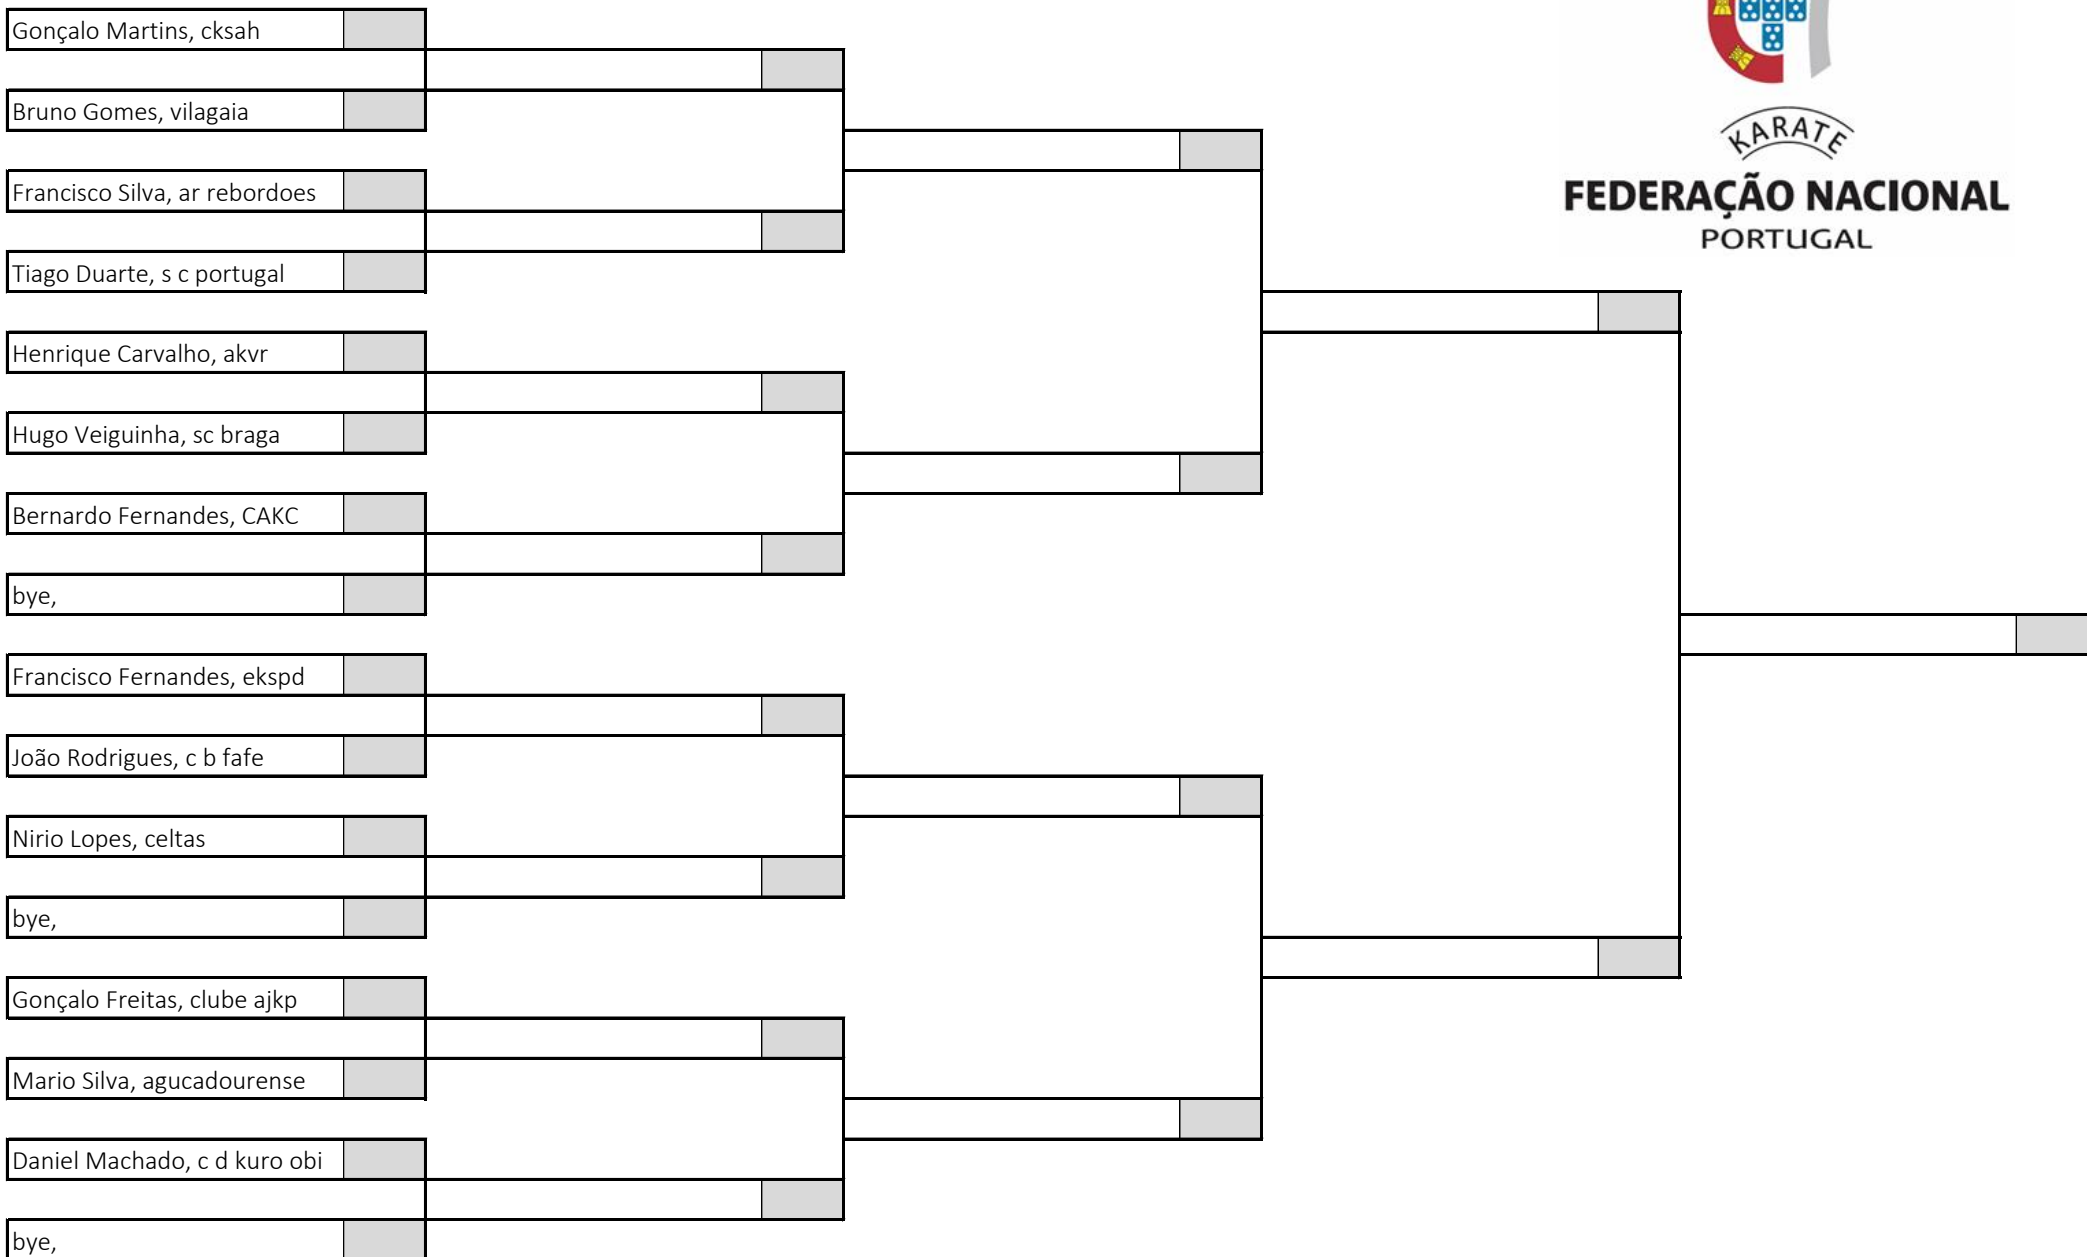 Gonçalo Martins, cksah
Bruno Gomes, vilagaia
Francisco Silva, ar rebordoes
Tiago Duarte, s c portugal
Henrique Carvalho, akvr
Hugo Veiguinha, sc braga
Bernardo Fernandes, CAKC
bye,
Francisco Fernandes, ekspd
João Rodrigues, c b fafe
Nirio Lopes, celtas
bye,
Gonçalo Freitas, clube ajkp
Mario Silva, agucadourense
Daniel Machado, c d kuro obi
bye,
KARATE
FEDERAÇÃO NACIONAL
PORTUGAL